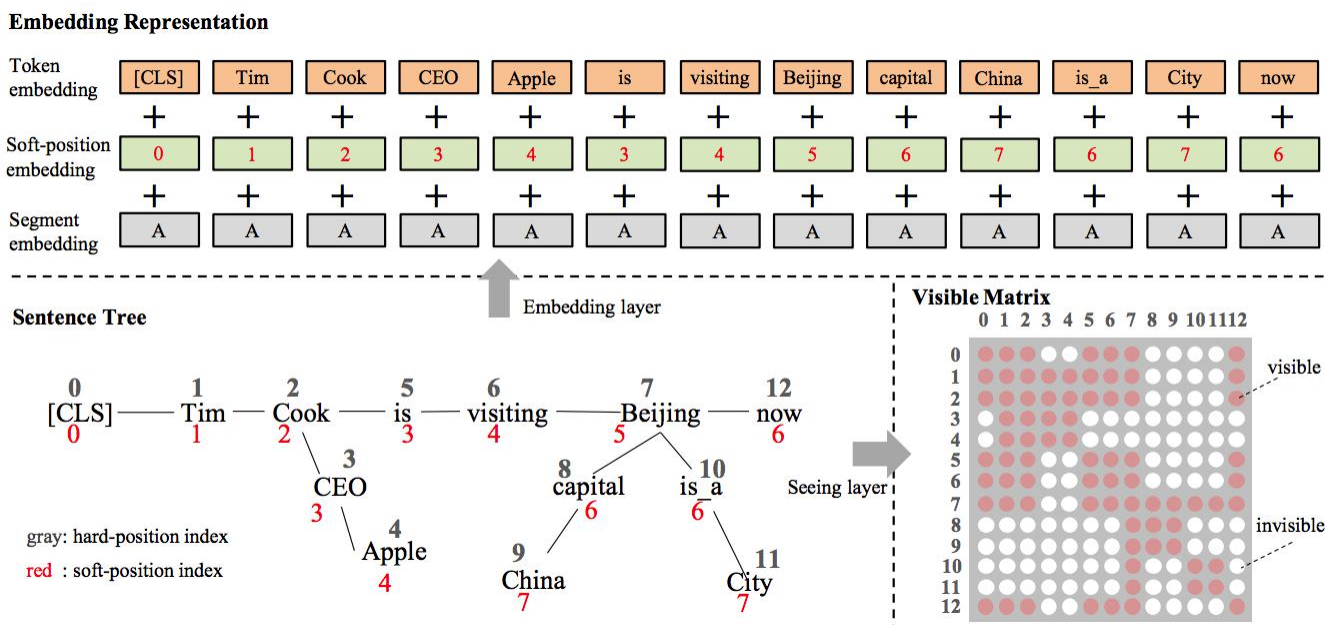 Embedding Representation
Token embedding
[CLS] Tim Cook CEO Apple is visiting Beijing capital China is_a City now
+ + + + + + + + + + + + +
Soft-position embedding
0 1 2 3 4 3 4 5 6 7 6 7 6
+ + + + + + + + + + + + +
Segment embedding
A A A A A A A A A A A A A
Embedding layer
Sentence Tree
0 1 2 5 6 7 12
[CLS] Tim Cook is visiting Beijing now
0 1 2 3 4 5 6
3 8 10
CEO capital is_a
3 6 6
4 9 11
Apple China City
4 7 7
gray: hard-position index
red : soft-position index
Seeing layer
Visible Matrix
0 1 2 3 4 5 6 7 8 9 10 11 12
0
1
2
3
4
5
6
7
8
9
10
11
12
visible
invisible